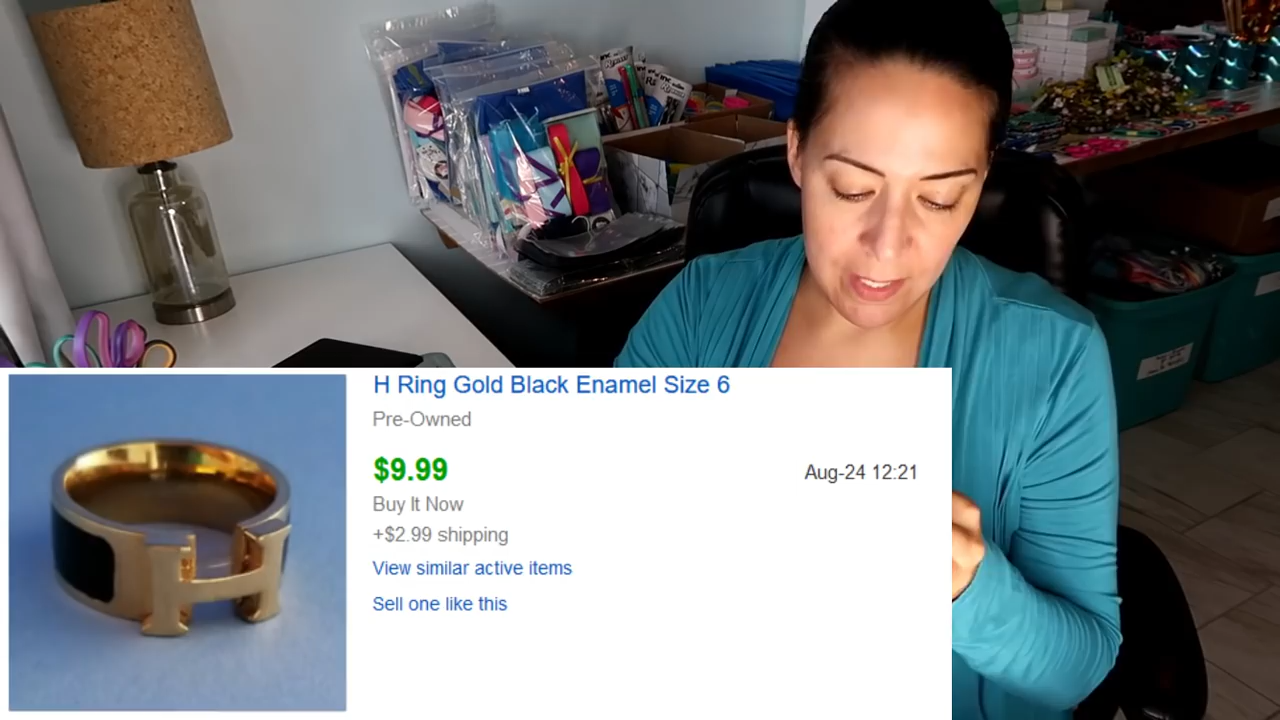 H Ring Gold Black Enamel Size 6
Pre-Owned
$9.99
Aug-24 12:21
Buy It Now
+$2.99 shipping
View similar active items
Sell one like this